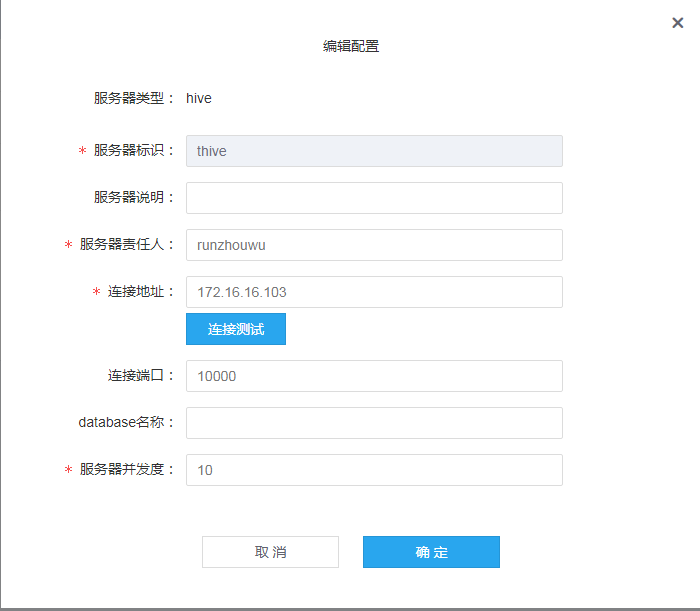 ×
编辑配置
服务器类型： hive
* 服务器标识： thive
服务器说明：
* 服务器责任人： runzhouwu
* 连接地址： 172.16.16.103
连接测试
连接端口： 10000
database名称：
* 服务器并发度： 10
取 消 确 定